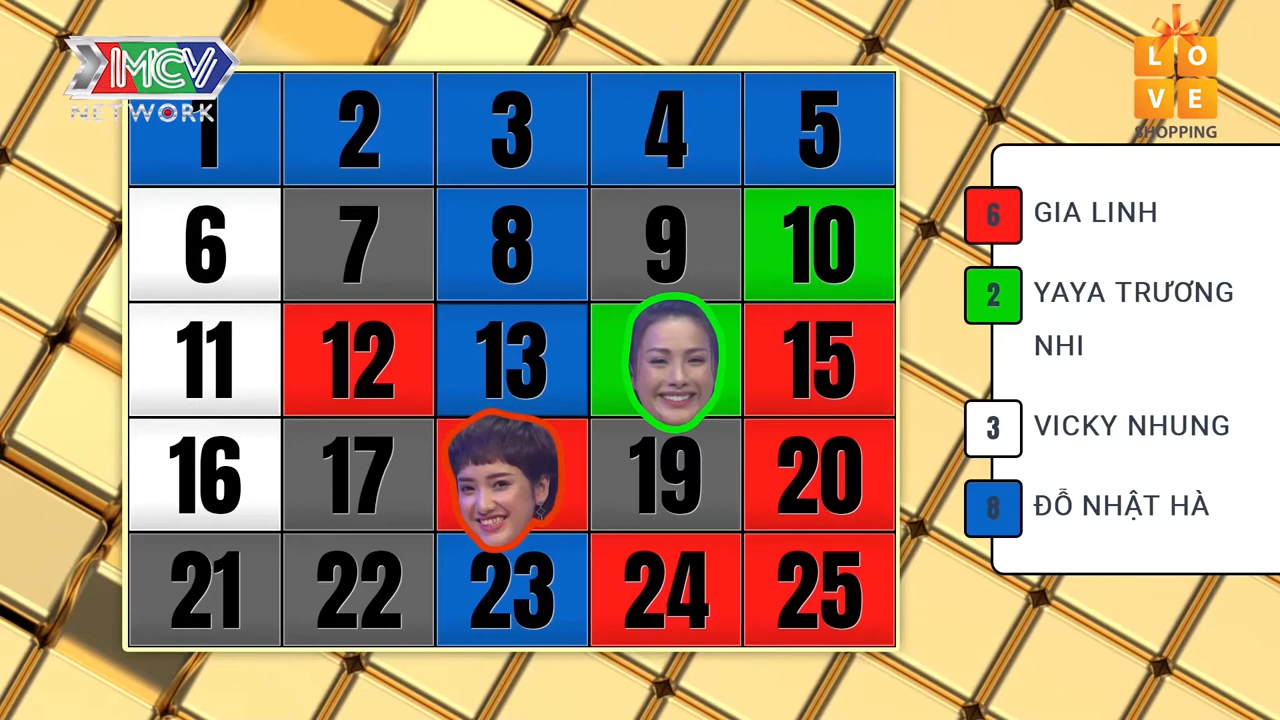 MCV
NETWORK
L O
V E
SHOPPING
1 2 3 4 5
6 7 8 9 10
11 12 13 15
16 17 19 20
21 22 23 24 25
6 GIA LINH
2 YAYA TRƯƠNG
NHI
3 VICKY NHUNG
8 ĐỖ NHẬT HÀ